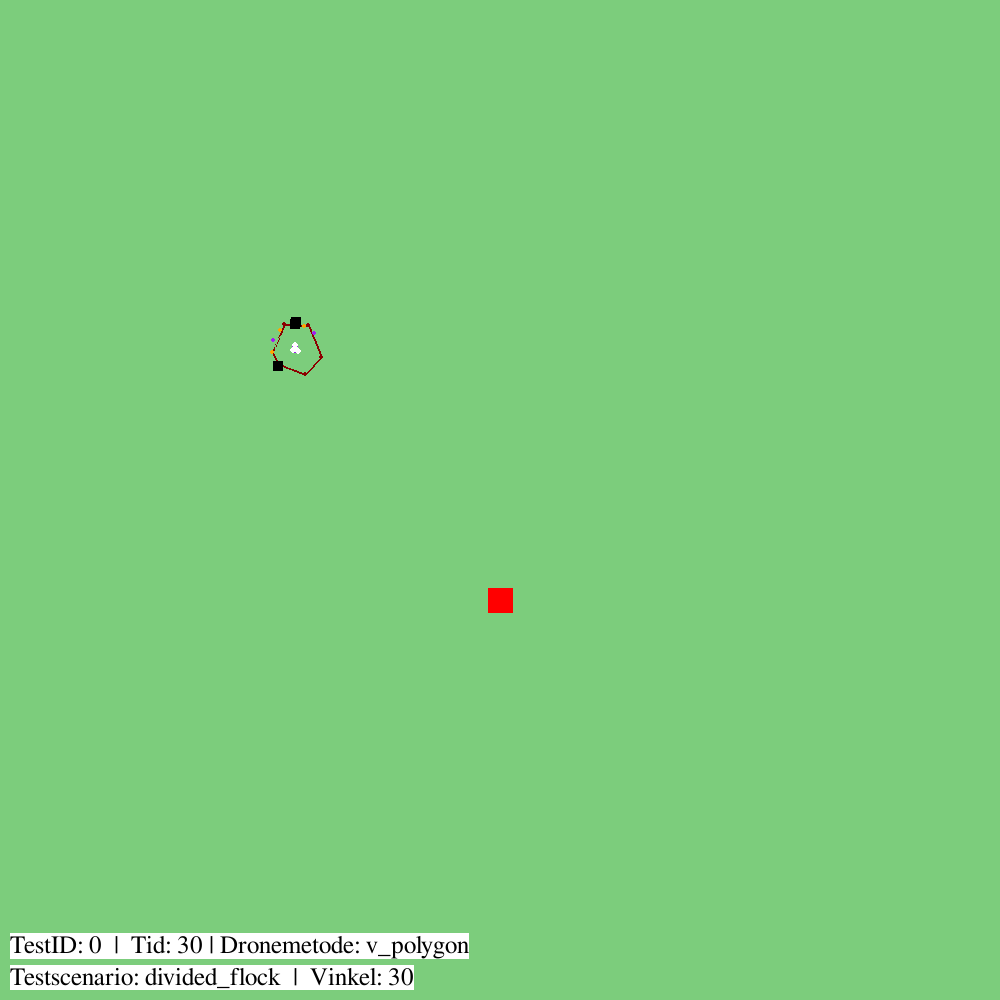 TestID: 0 | Tid: 30 | Dronemetode: v_polygon
Testscenario: divided_flock | Vinkel: 30